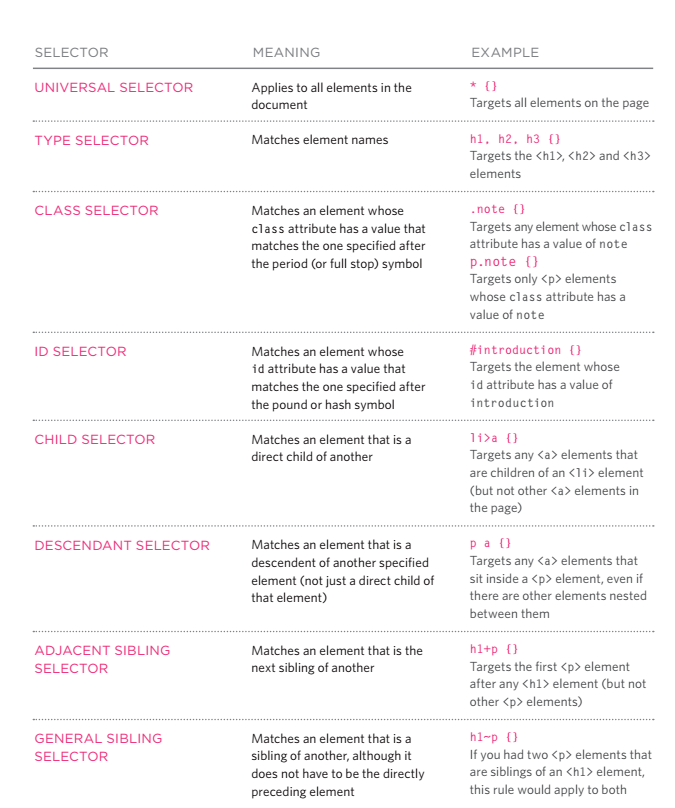 SELECTOR MEANING EXAMPLE
UNIVERSAL SELECTOR
Applies to all elements in the
document
* {}
Targets all elements on the page
TYPE SELECTOR
Matches element names
h1, h2, h3 {}
Targets the <h1>, <h2> and <h3>
elements
CLASS SELECTOR
Matches an element whose
class attribute has a value that
matches the one specified after
the period (or full stop) symbol
.note {}
Targets any element whose class
attribute has a value of note
p.note {}
Targets only <p> elements
whose class attribute has a
value of note
ID SELECTOR
Matches an element whose
id attribute has a value that
matches the one specified after
the pound or hash symbol
#introduction {}
Targets the element whose
id attribute has a value of
introduction
CHILD SELECTOR
Matches an element that is a
direct child of another
li>a {}
Targets any <a> elements that
are children of an <li> element
(but not other <a> elements in
the page)
DESCENDANT SELECTOR
Matches an element that is a
descendent of another specified
element (not just a direct child of
that element)
p a {}
Targets any <a> elements that
sit inside a <p> element, even if
there are other elements nested
between them
ADJACENT SIBLING
SELECTOR
Matches an element that is the
next sibling of another
h1+p {}
Targets the first <p> element
after any <h1> element (but not
other <p> elements)
GENERAL SIBLING
SELECTOR
Matches an element that is a
sibling of another, although it
does not have to be the directly
preceding element
h1~p {}
If you had two <p> elements that
are siblings of an <h1> element,
this rule would apply to both